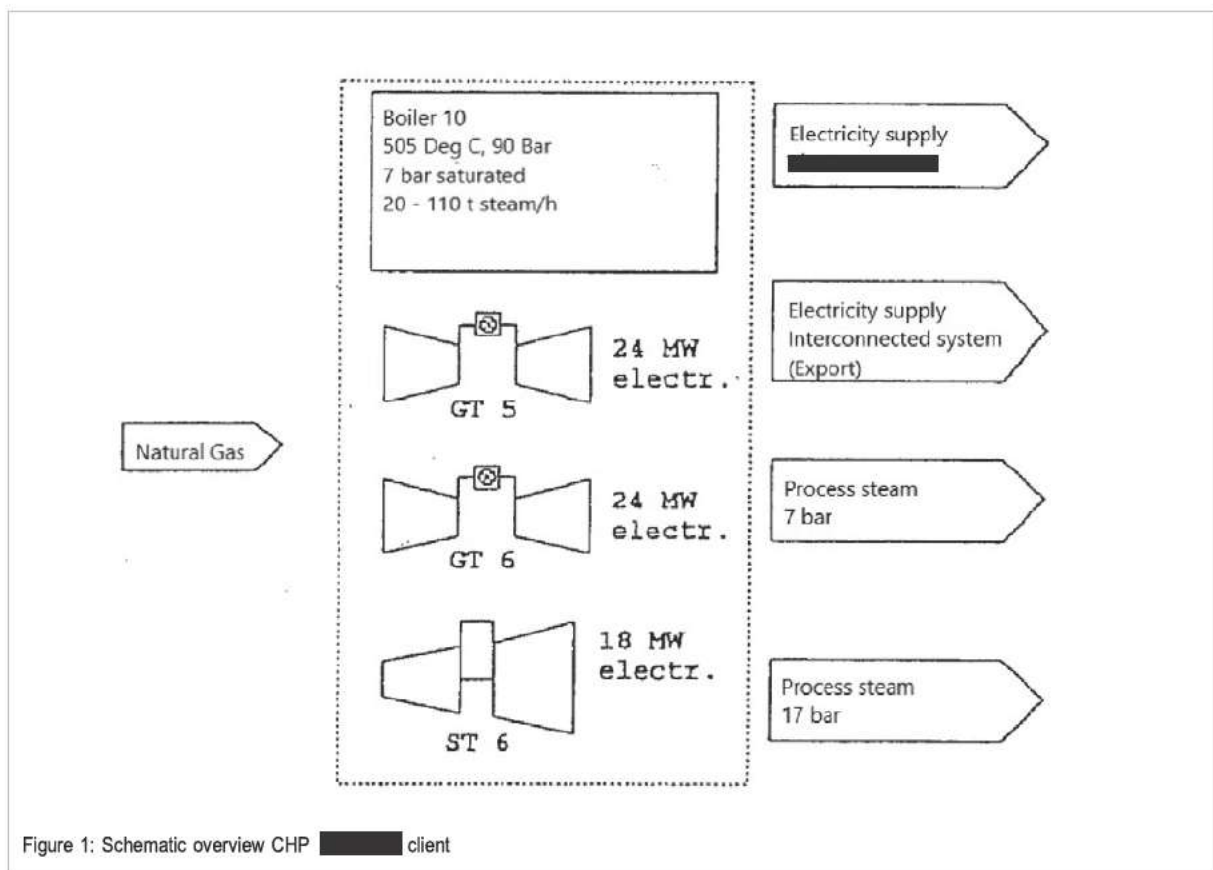 Boiler 10
505 Deg C, 90 Bar
7 bar saturated
20 - 110 t steam/h
Electricity supply
24 MW
electr.
GT 5
Electricity supply
Interconnected system
(Export)
Natural Gas
24 MW
electr.
GT 6
Process steam
7 bar
18 MW
electr.
ST 6
Process steam
17 bar
Figure 1: Schematic overview CHP client